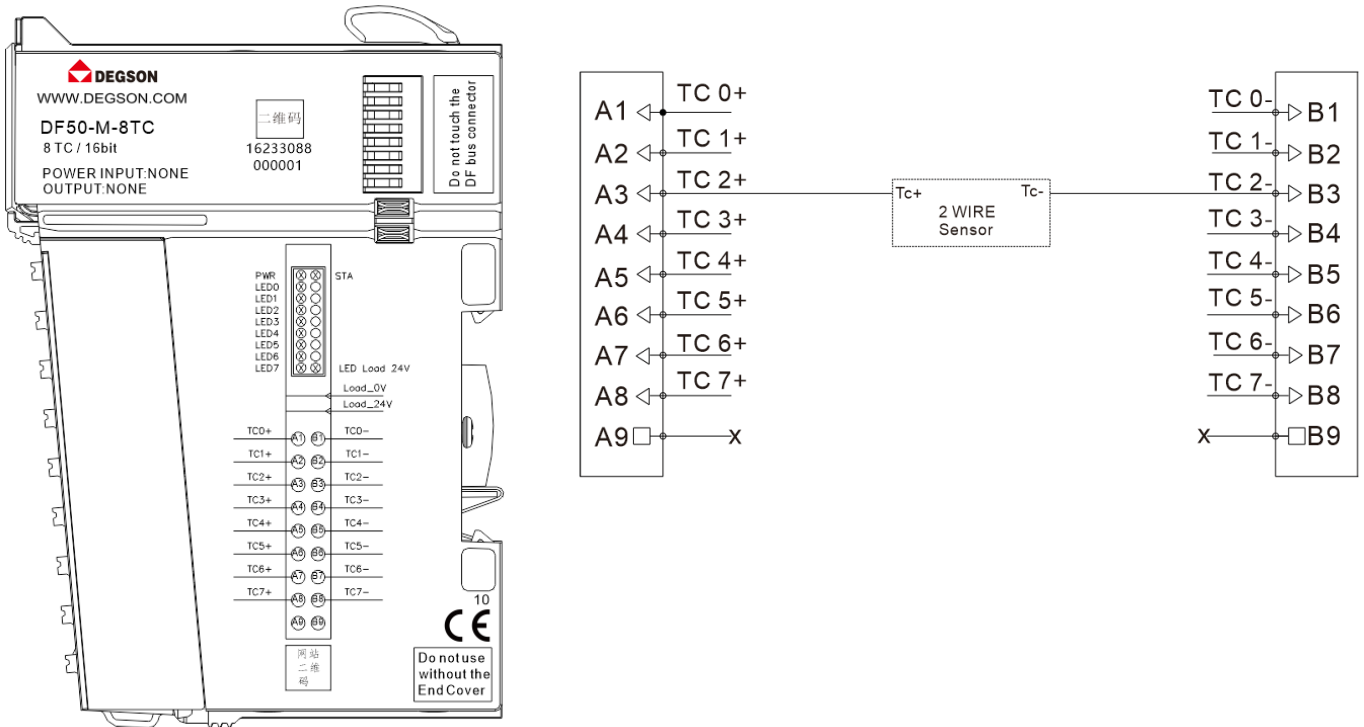 DEGSON
WWW.DEGSON.COM
DF50-M-8TC
8 TC / 16bit
POWER INPUT:NONE
OUTPUT:NONE
二维码
16233088
000001
Do not touch the
DF bus connector
PWR STA
LED0
LED1
LED2
LED3
LED4
LED5
LED6
LED7 LED Load 24V
Load_0V
Load_24V
TC0+ A1 B1 TC0-
TC1+ A2 B2 TC1-
TC2+ A3 B3 TC2-
TC3+ A4 B4 TC3-
TC4+ A5 B5 TC4-
TC5+ A6 B6 TC5-
TC6+ A7 B7 TC6-
TC7+ A8 B8 TC7-
A9 B9
网站
二维
码
10
CE
Do not use
without the
End Cover
A1 TC 0+
A2 TC 1+
A3 TC 2+
A4 TC 3+
A5 TC 4+
A6 TC 5+
A7 TC 6+
A8 TC 7+
A9 X
Tc+ Tc-
2 WIRE
Sensor
TC 0- B1
TC 1- B2
TC 2- B3
TC 3- B4
TC 4- B5
TC 5- B6
TC 6- B7
TC 7- B8
X B9